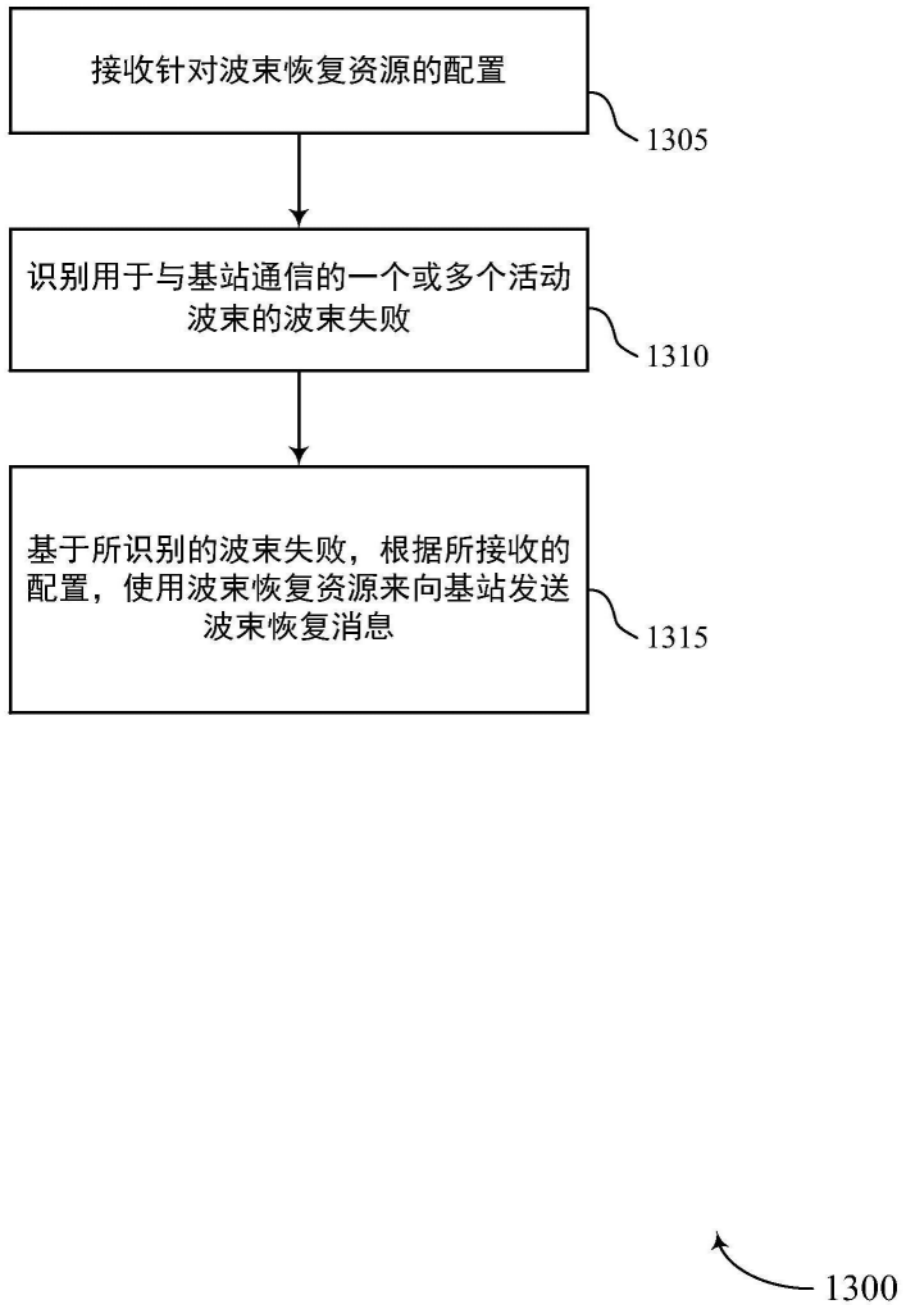 接收针对波束恢复资源的配置
1305
识别用于与基站通信的一个或多个活动
波束的波束失败
1310
基于所识别的波束失败，根据所接收的
配置，使用波束恢复资源来向基站发送
波束恢复消息
1315
1300